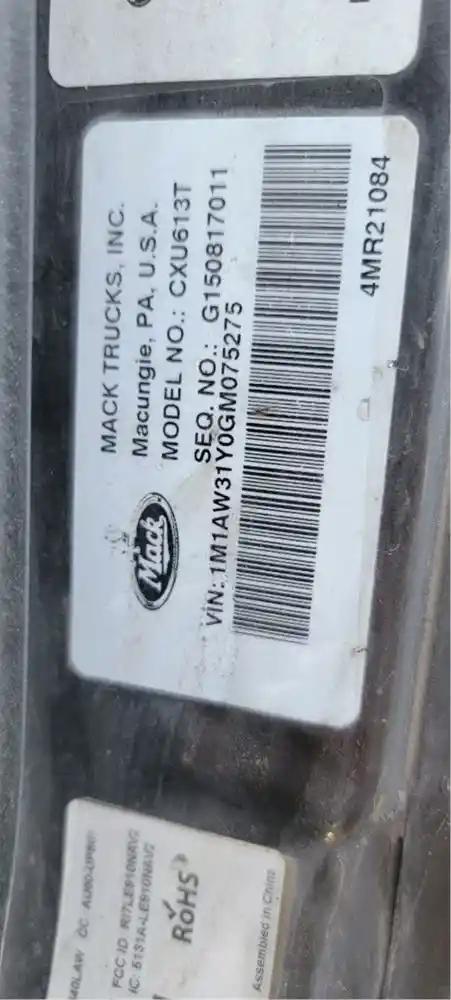 MACK TRUCKS, INC.
Macungie, PA, U.S.A.
MODEL NO.: CXU613T
SEQ. NO.: G150817011
Mack
VIN: 1M1AW31Y0GM075275
4MR21084
FCC ID
RoHS
Assembled in China